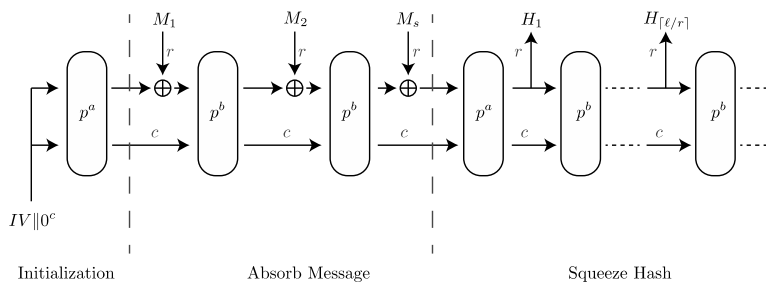 M_1 M_2 M_s H_1 H_{⌈ℓ/r⌉}
r r r r r
p^a p^b p^b p^a p^b p^b
c c c c c
IV‖0^c
Initialization Absorb Message Squeeze Hash